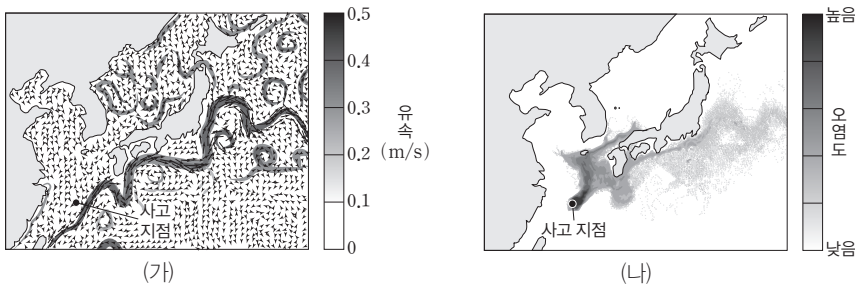 0.5
0.4
0.3
0.2
0.1
0
유속
(m/s)
사고
지점
(가)
사고 지점
높음
오염도
낮음
(나)